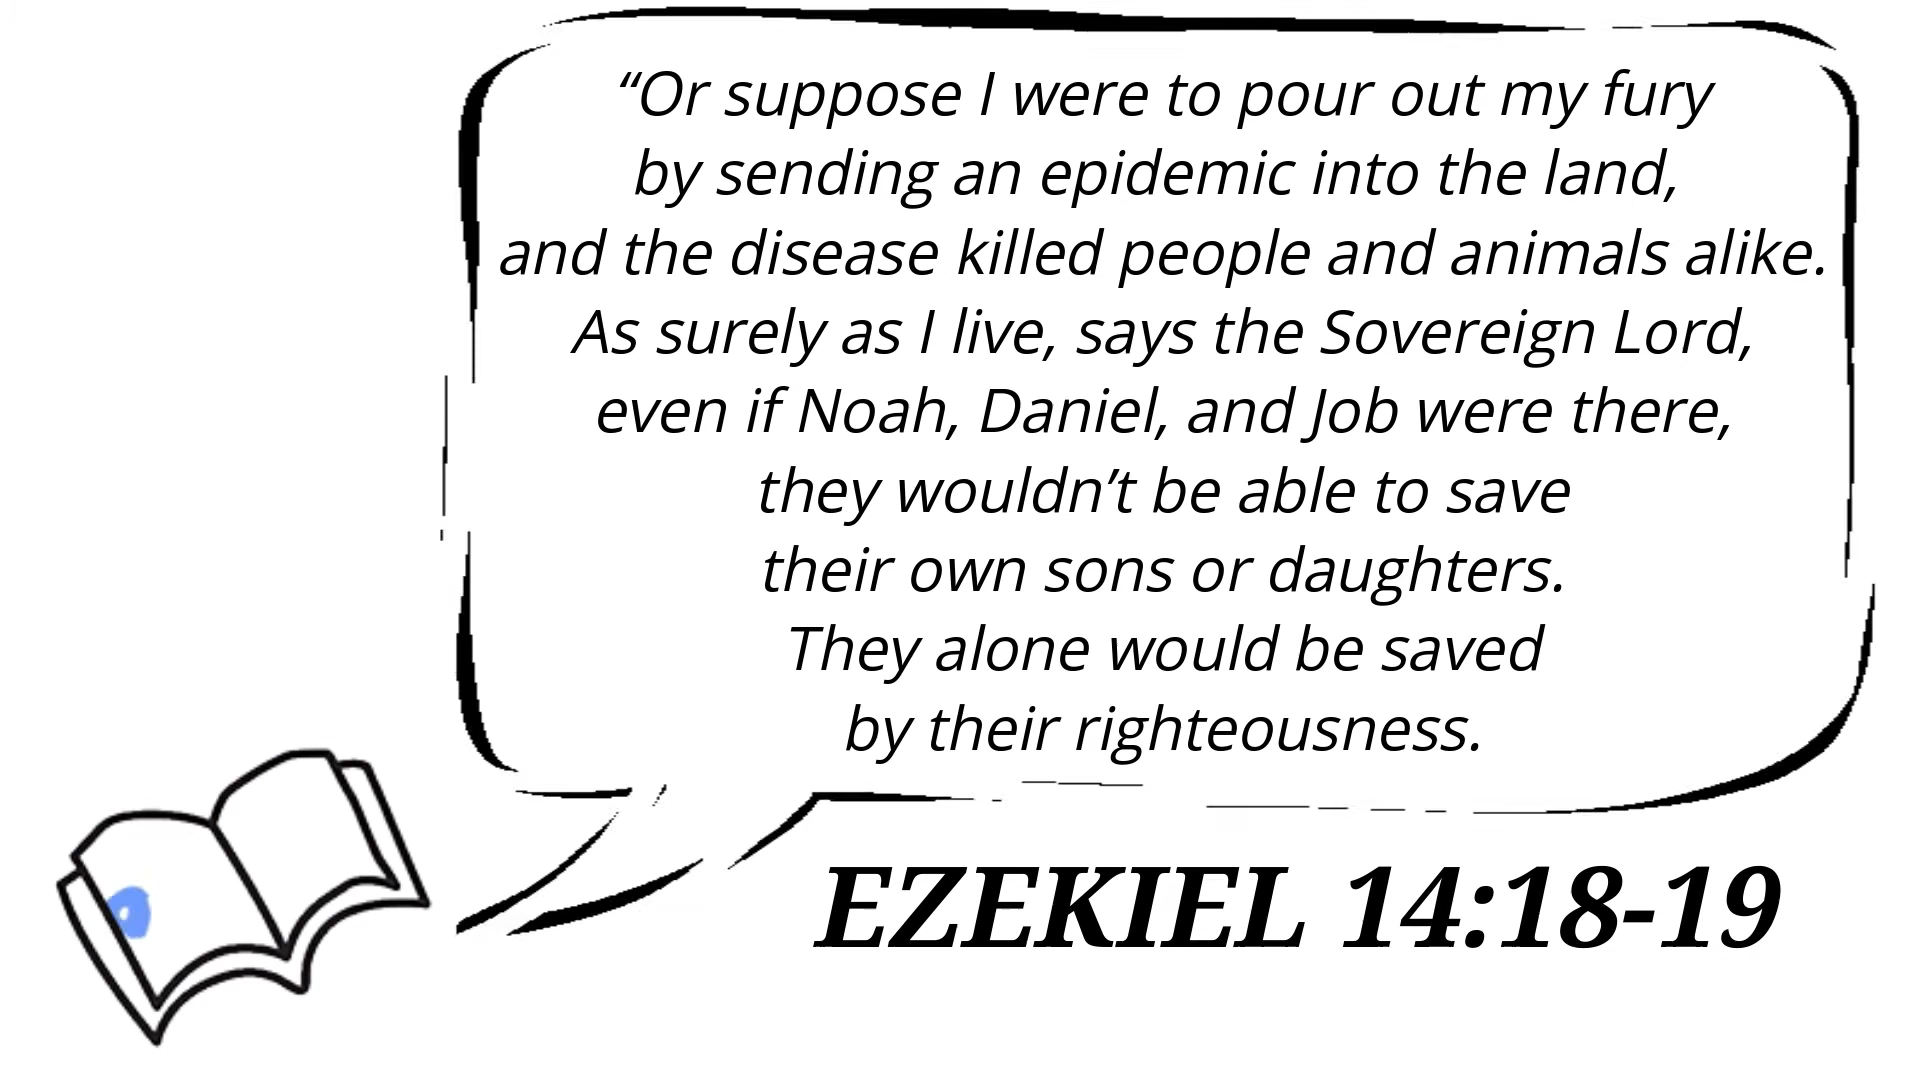 “Or suppose I were to pour out my fury
by sending an epidemic into the land,
and the disease killed people and animals alike.
As surely as I live, says the Sovereign Lord,
even if Noah, Daniel, and Job were there,
they wouldn’t be able to save
their own sons or daughters.
They alone would be saved
by their righteousness.
EZEKIEL 14:18-19